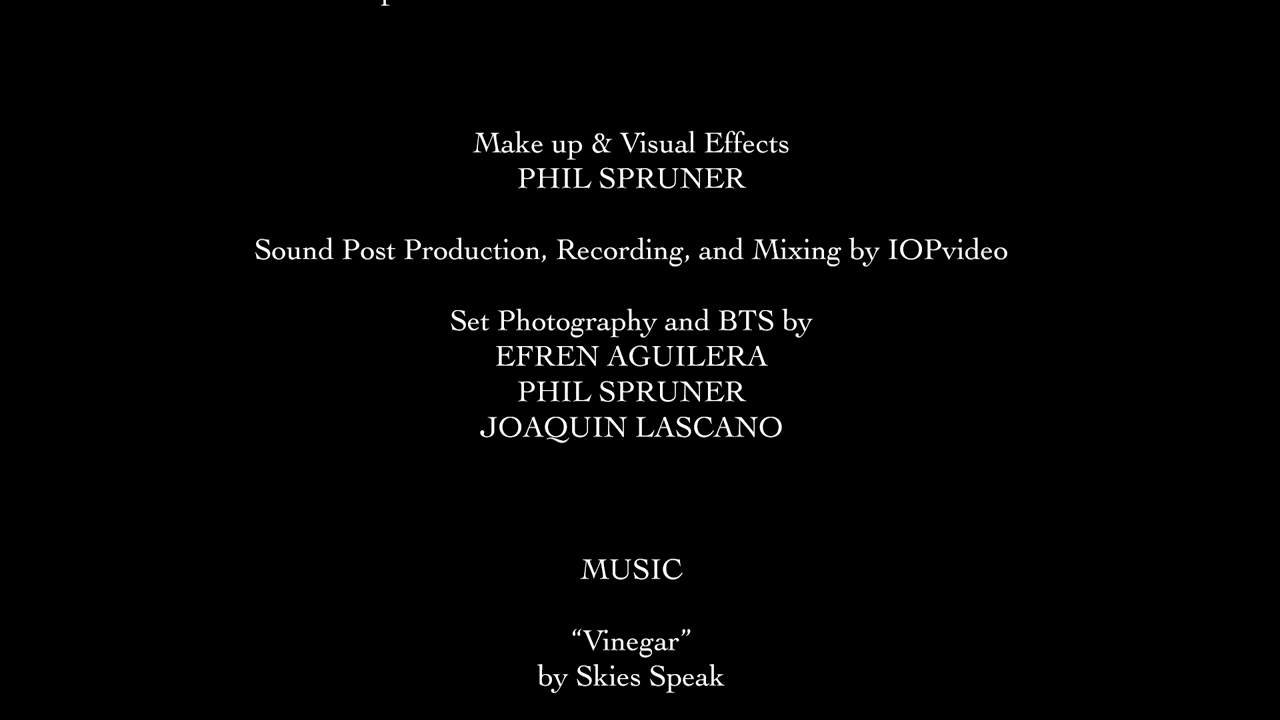 Make up & Visual Effects
PHIL SPRUNER
Sound Post Production, Recording, and Mixing by IOPvideo
Set Photography and BTS by
EFREN AGUILERA
PHIL SPRUNER
JOAQUIN LASCANO
MUSIC
“Vinegar”
by Skies Speak